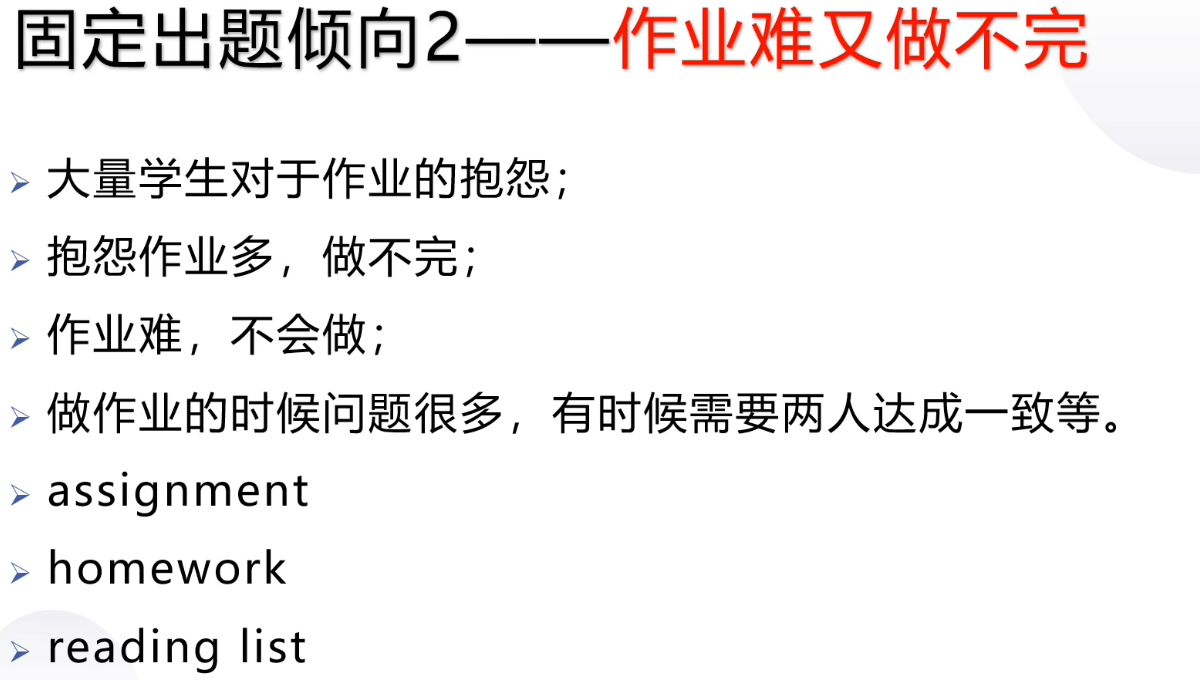 固定出题倾向2——作业难又做不完
大量学生对于作业的抱怨；
抱怨作业多，做不完；
作业难，不会做；
做作业的时候问题很多，有时候需要两人达成一致等。
assignment
homework
reading list